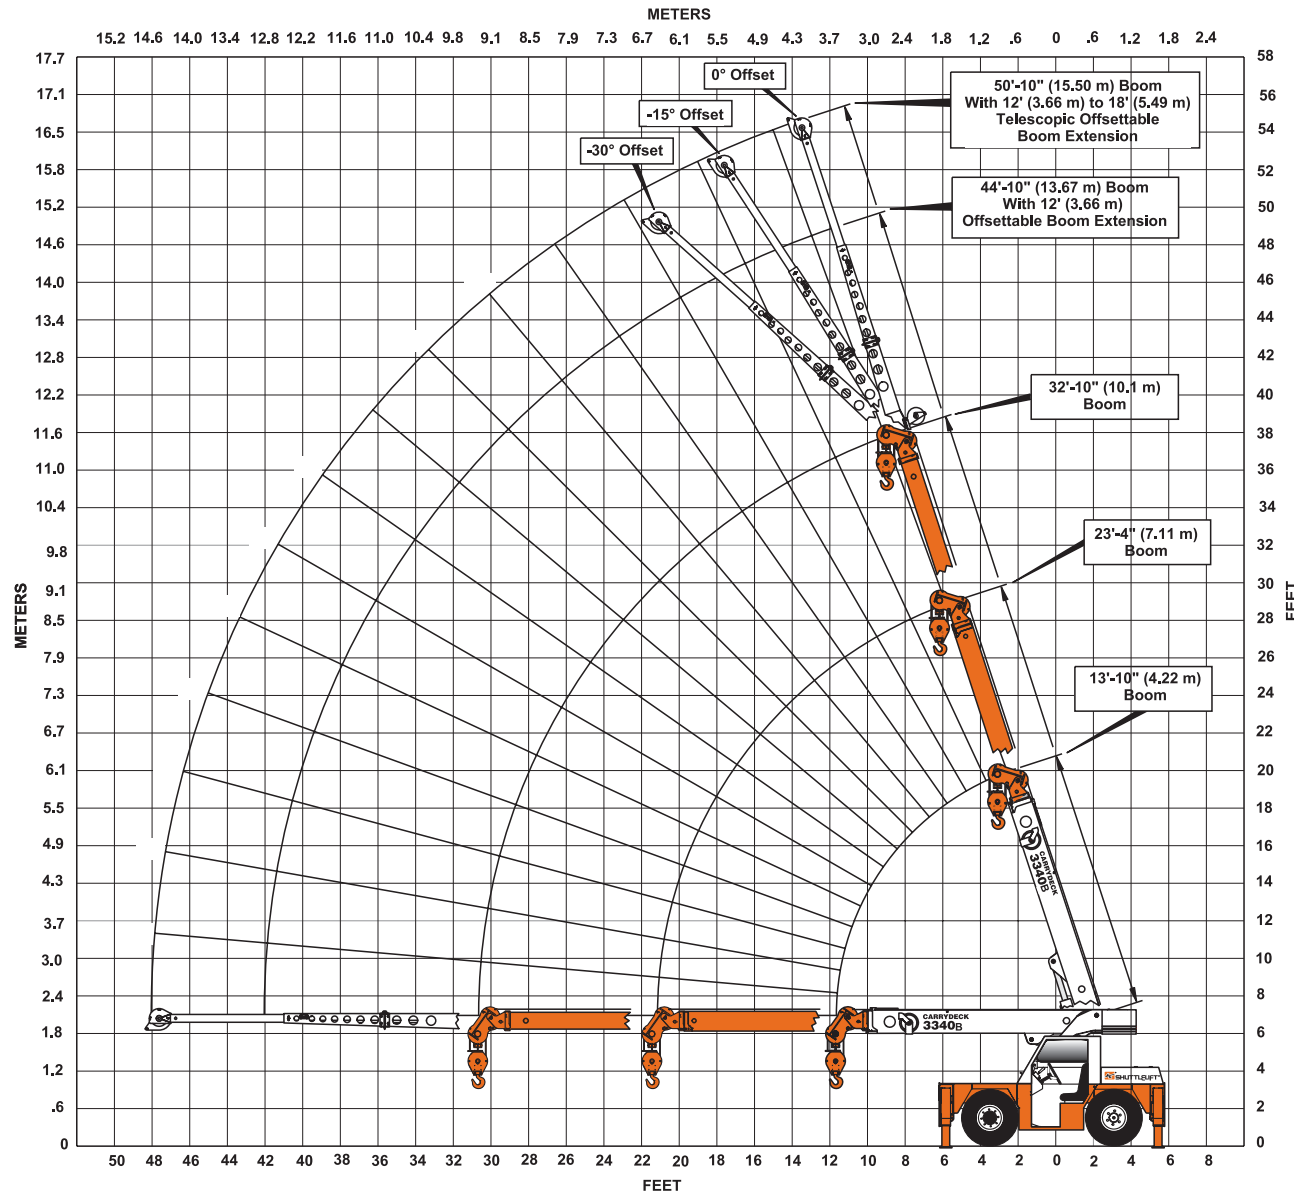 METERS
15.2 14.6 14.0 13.4 12.8 12.2 11.6 11.0 10.4 9.8 9.1 8.5 7.9 7.3 6.7 6.1 5.5 4.9 4.3 3.7 3.0 2.4 1.8 1.2 .6 0 .6 1.2 1.8 2.4
17.7 58
17.1 56
16.5 54
15.8 52
15.2 50
14.6 48
14.0 46
13.4 44
12.8 42
12.2 40
11.6 38
11.0 36
10.4 34
9.8 32
9.1 30
8.5 28
7.9 26
7.3 24
6.7 22
6.1 20
5.5 18
4.9 16
4.3 14
3.7 12
3.0 10
2.4 8
1.8 6
1.2 4
.6 2
0 0
METERS
FEET
0° Offset
-15° Offset
-30° Offset
50'-10" (15.50 m) Boom
With 12' (3.66 m) to 18' (5.49 m)
Telescopic Offsettable
Boom Extension
44'-10" (13.67 m) Boom
With 12' (3.66 m)
Offsettable Boom Extension
32'-10" (10.1 m)
Boom
23'-4" (7.11 m)
Boom
13'-10" (4.22 m)
Boom
CARRYDECK
3340B
CARRYDECK
3340B
SHUTTLELIFT
50 48 46 44 42 40 38 36 34 32 30 28 26 24 22 20 18 16 14 12 10 8 6 4 2 0 2 4 6 8
FEET